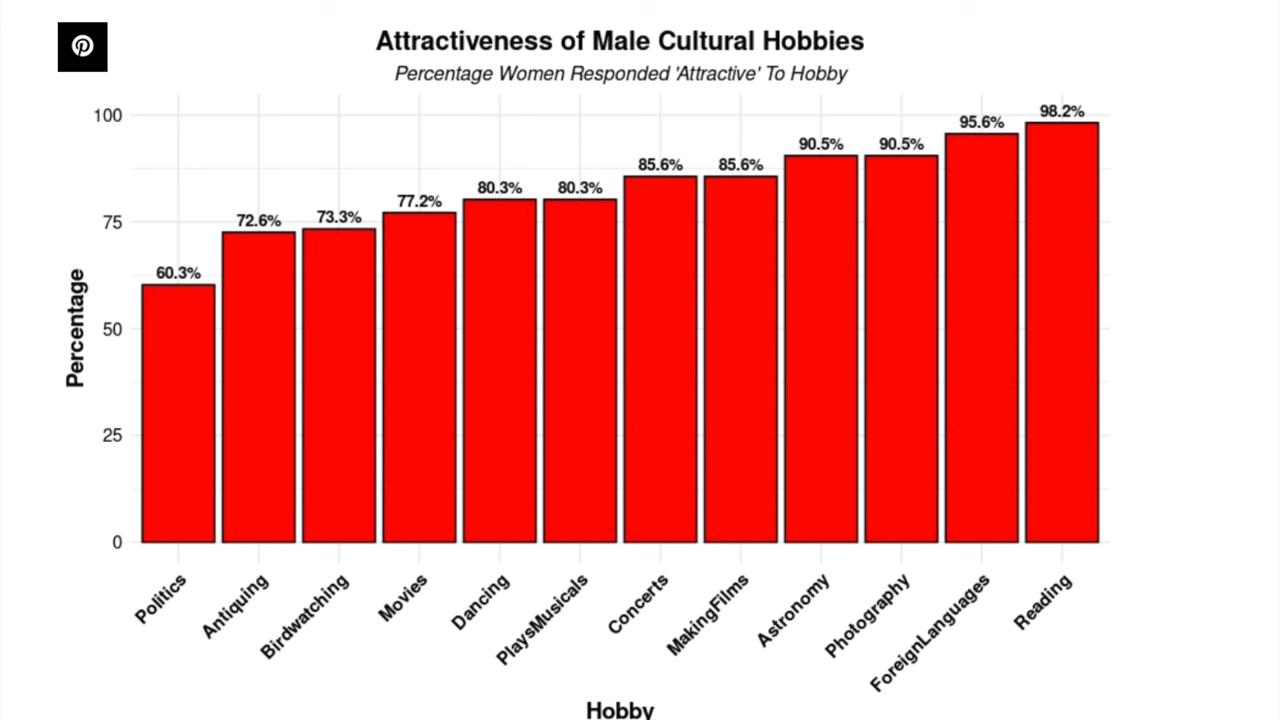 Attractiveness of Male Cultural Hobbies
Percentage Women Responded 'Attractive' To Hobby
Percentage
100
75
50
25
0
60.3%
72.6%
73.3%
77.2%
80.3%
80.3%
85.6%
85.6%
90.5%
90.5%
95.6%
98.2%
Politics
Antiquing
Birdwatching
Movies
Dancing
PlaysMusicals
Concerts
MakingFilms
Astronomy
Photography
ForeignLanguages
Reading
Hobby